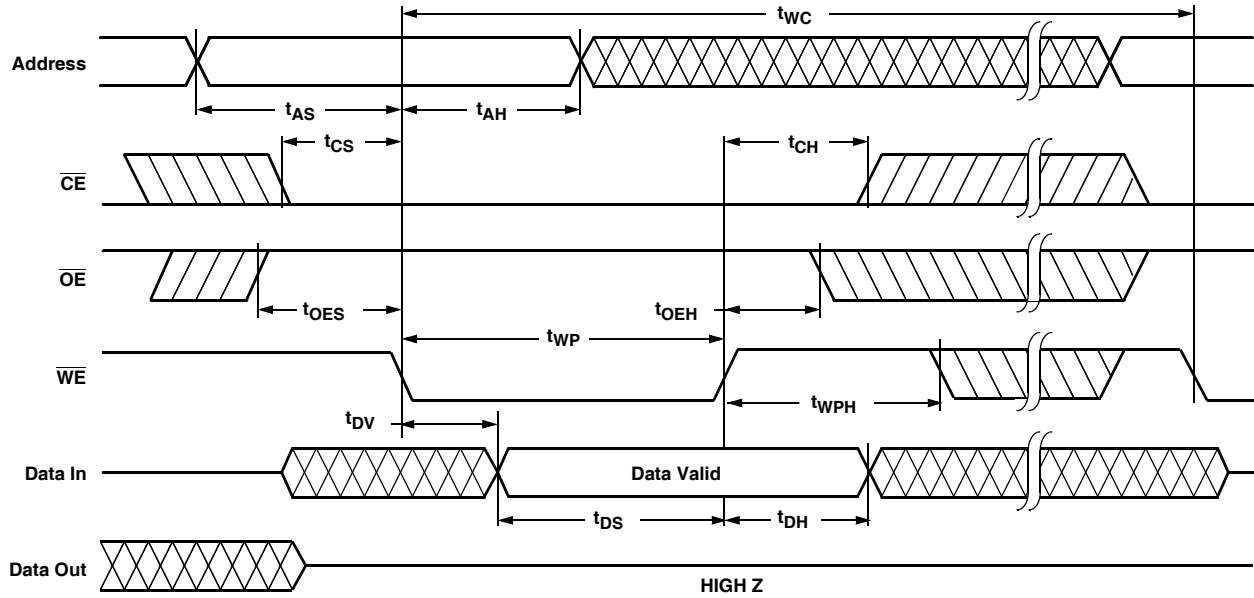 tWC
Address
tAS
tAH
tCS
tCH
CE
OE
tOES
tOEH
tWP
WE
tWPH
tDV
Data In
Data Valid
tDS
tDH
Data Out
HIGH Z